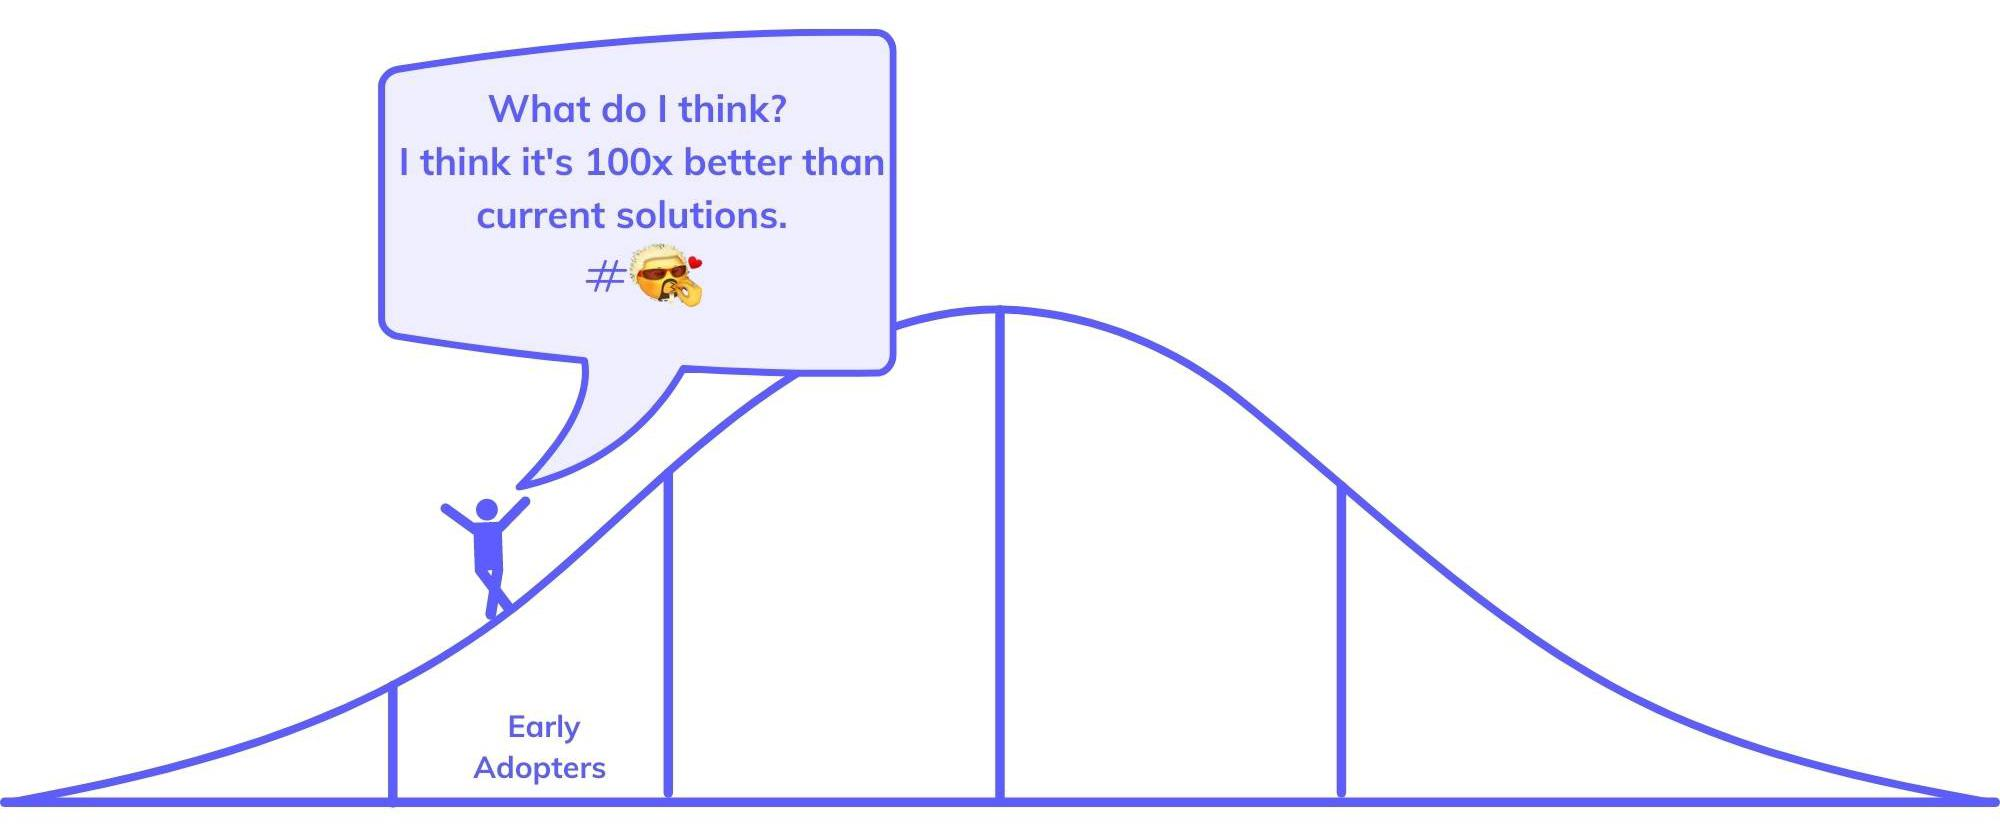 What do I think?
I think it's 100x better than
current solutions.
#
Early
Adopters